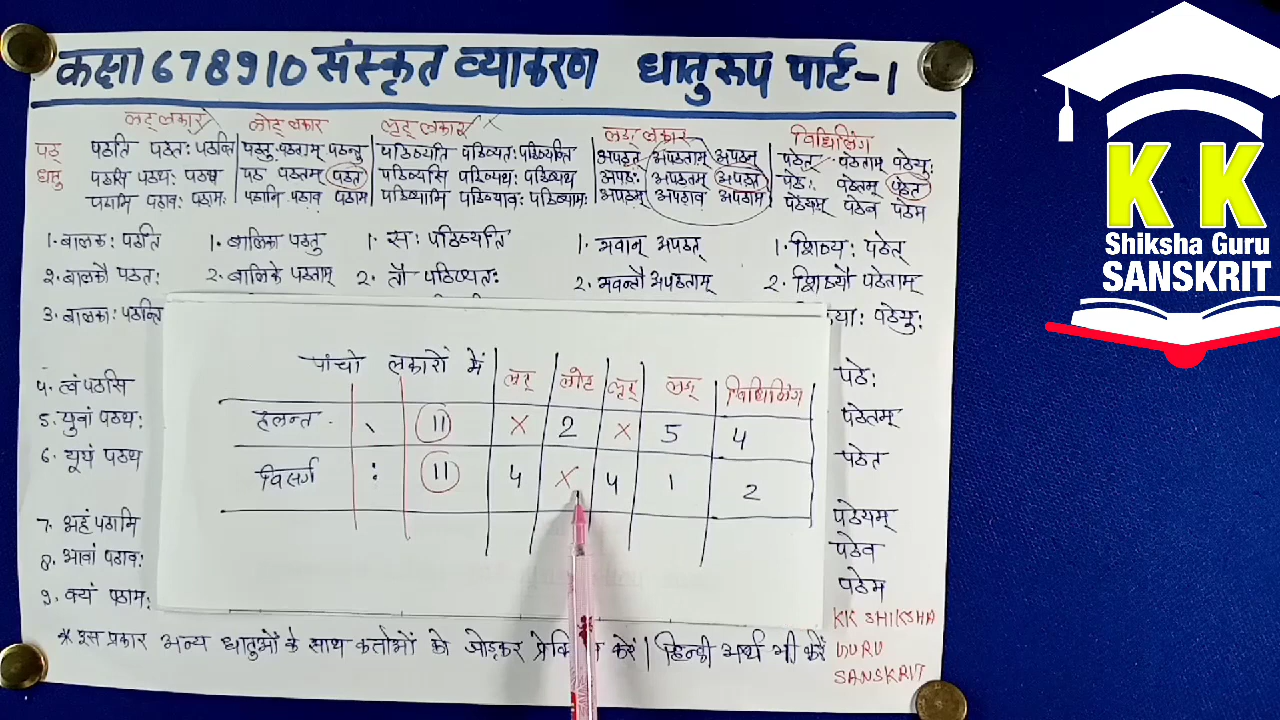 कक्षा 6 7 8 9 10 संस्कृत व्याकरण धातु रूप पार्ट-1
लट् लकार लोट् लकार लृट् लकार X लङ् लकार विधिलिंग
पठ् पठति पठतः पठन्ति पठतु पठताम् पठन्तु पठिष्यति पठिष्यतः पठिष्यन्ति अपठत् अपठताम् अपठन् पठेत् पठेताम् पठेयुः
धातु पठसि पठथः पठथ पठ पठतम् पठत पठिष्यसि पठिष्यथः पठिष्यथ अपठः अपठतम् अपठत पठेः पठेतम् पठेत
पठामि पठावः पठामः पठानि पठाव पठाम पठिष्यामि पठिष्यावः पठिष्यामः अपठम् अपठाव अपठाम पठेयम् पठेव पठेम
1. बालकः पठति 1. बालिका पठतु 1. सः पठिष्यति 1. भवान् अपठत् 1. शिष्यः पठेत्
2. बालकौ पठतः 2. बालिके पठताम् 2. तौ पठिष्यतः 2. भवन्तौ अपठताम् 2. शिष्यौ पठेताम्
3. बालकाः पठन्ति पठेयुः
पांचो लकारों में लट् लोट् लृट् लङ् विधिलिंग
हलन्त - ् 11 X 2 X 5 4
विसर्ग : 11 4 X 4 1 2
४. त्वं पठसि पठेः
5. युवां पठथः पठेतम्
6. यूयं पठथ पठेत
7. अहं पठामि पठेयम्
8. आवां पठावः पठेव
9. वयं पठामः पठेम
* इस प्रकार अन्य धातुओं के साथ कर्ताओं को जोड़कर करें | हिन्दी अर्थ भी करें
KK SHIKSHA
GURU
SANSKRIT
K K
Shiksha Guru
SANSKRIT